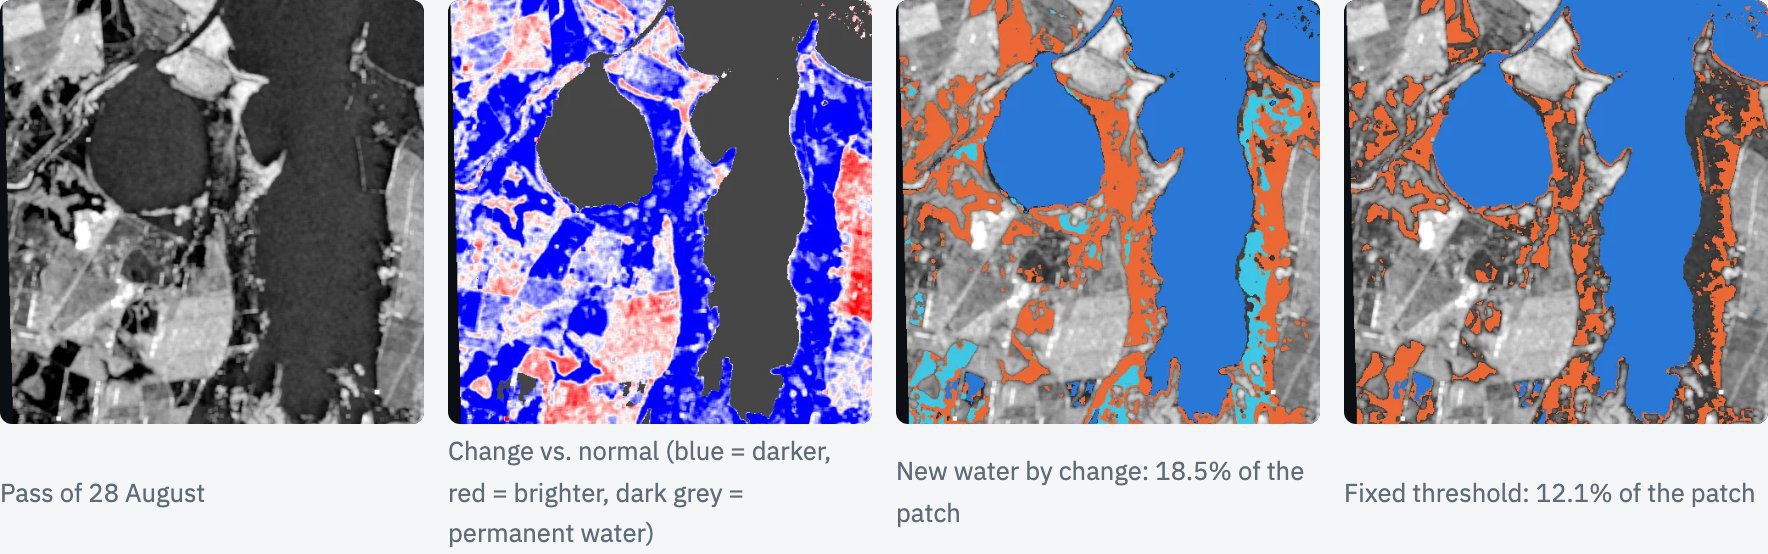 Pass of 28 August
Change vs. normal (blue = darker,
red = brighter, dark grey =
permanent water)
New water by change: 18.5% of the
patch
Fixed threshold: 12.1% of the patch